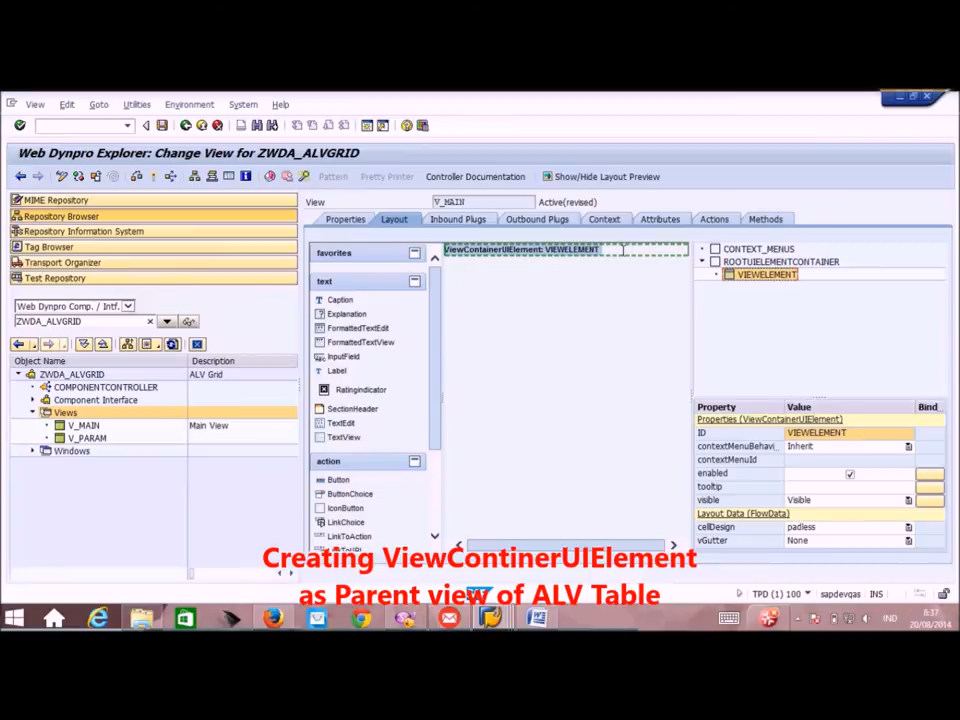 View Edit Goto Utilities Environment System Help
Web Dynpro Explorer: Change View for ZWDA_ALVGRID
Pattern Pretty Printer Controller Documentation Show/Hide Layout Preview
MIME Repository
Repository Browser
Repository Information System
Tag Browser
Transport Organizer
Test Repository
Web Dynpro Comp. / Intf.
ZWDA_ALVGRID
Object Name Description
ZWDA_ALVGRID ALV Grid
COMPONENTCONTROLLER
Component Interface
Views
V_MAIN Main View
V_PARAM
Windows
View V_MAIN Active(revised)
Properties Layout Inbound Plugs Outbound Plugs Context Attributes Actions Methods
favorites
text
Caption
Explanation
FormattedTextEdit
FormattedTextView
InputField
Label
RatingIndicator
SectionHeader
TextEdit
TextView
action
Button
ButtonChoice
IconButton
LinkChoice
LinkToAction
LinkToURL
ViewContainerUIElement: VIEWELEMENT
CONTEXT_MENUS
ROOTUIELEMENTCONTAINER
VIEWELEMENT
Property Value Bind
Properties (ViewContainerUIElement)
ID VIEWELEMENT
contextMenuBehavi. Inherit
contextMenuId
enabled
tooltip
visible Visible
Layout Data (FlowData)
cellDesign padless
vGutter None
Creating ViewContinerUIElement
as Parent view of ALV Table
TPD (1) 100 sapdevqas INS
IND
8:37
20/08/2014